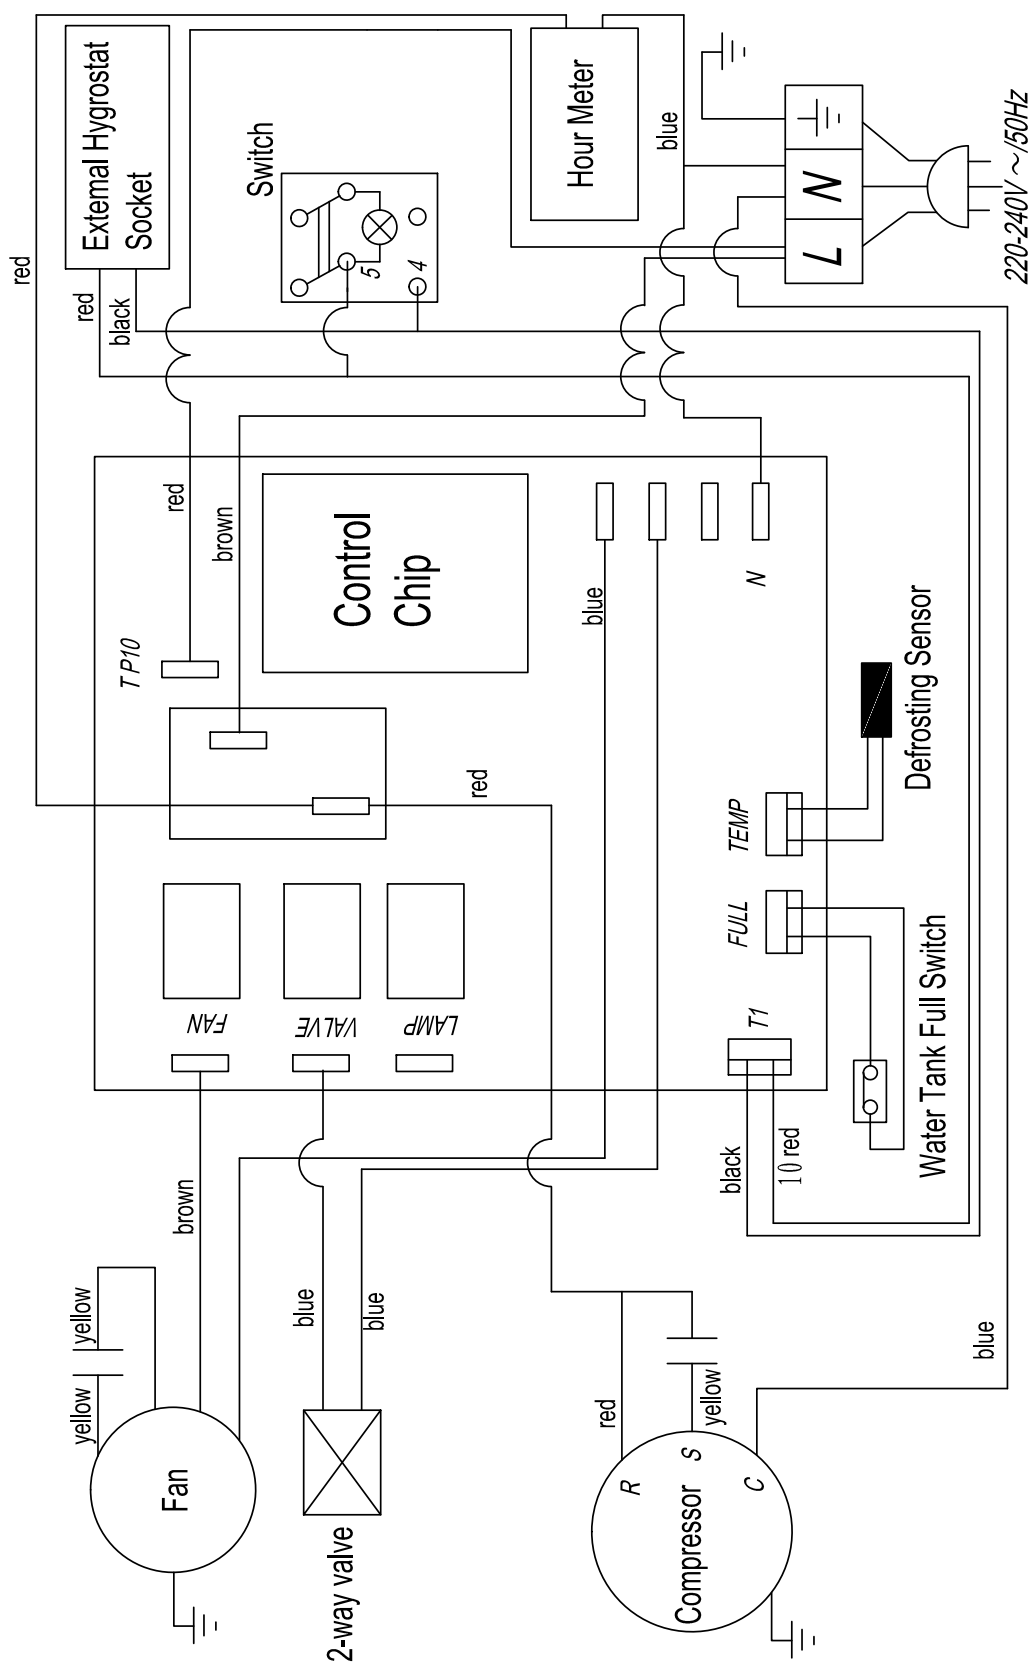 External Hygrostat
Socket
red
black
red
Switch
5
4
Hour Meter
blue
L
N
220-240V ~/50Hz
red
brown
Control
Chip
TP10
red
blue
N
FAN
VALVE
LAMP
TEMP
FULL
T1
Defrosting Sensor
Water Tank Full Switch
black
10 red
brown
yellow
yellow
Fan
blue
blue
2-way valve
red
yellow
R
S
C
Compressor
blue